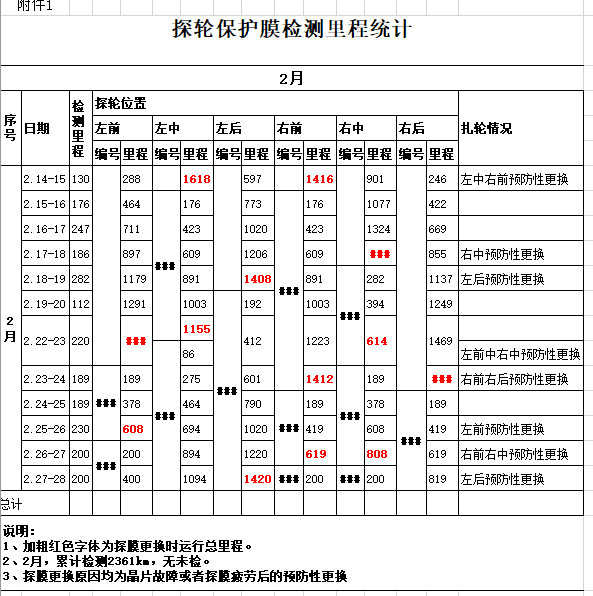 附件1
探轮保护膜检测里程统计
2月
序号 日期 检测里程 探轮位置 扎轮情况
左前 左中 左后 右前 右中 右后
编号 里程 编号 里程 编号 里程 编号 里程 编号 里程 编号 里程
2月
2.14-15 130 288 1618 597 1416 901 246 左中右前预防性更换
2.15-16 176 464 176 773 176 1077 422
2.16-17 247 711 423 1020 423 1324 669
2.17-18 186 897 ### 609 1206 609 ### 855 右中预防性更换
2.18-19 282 1179 891 1408 ### 891 282 1137 左后预防性更换
2.19-20 112 1291 1003 192 1003 ### 394 1249
2.22-23 220 ### 1155 412 1223 614 1469
86 左前中右中预防性更换
2.23-24 189 189 275 ### 601 1412 189 ### 右前右后预防性更换
2.24-25 189 ### 378 ### 464 790 189 ### 378 189
2.25-26 230 608 694 1020 ### 419 608 ### 419 左前预防性更换
2.26-27 200 ### 200 894 1220 619 808 619 右前右中预防性更换
2.27-28 200 400 1094 1420 ### 200 ### 200 819 左后预防性更换
总计
说明:
1、加粗红色字体为探膜更换时运行总里程。
2、2月,累计检测2361km,无未检。
3、探膜更换原因均为晶片故障或者探膜疲劳后的预防性更换